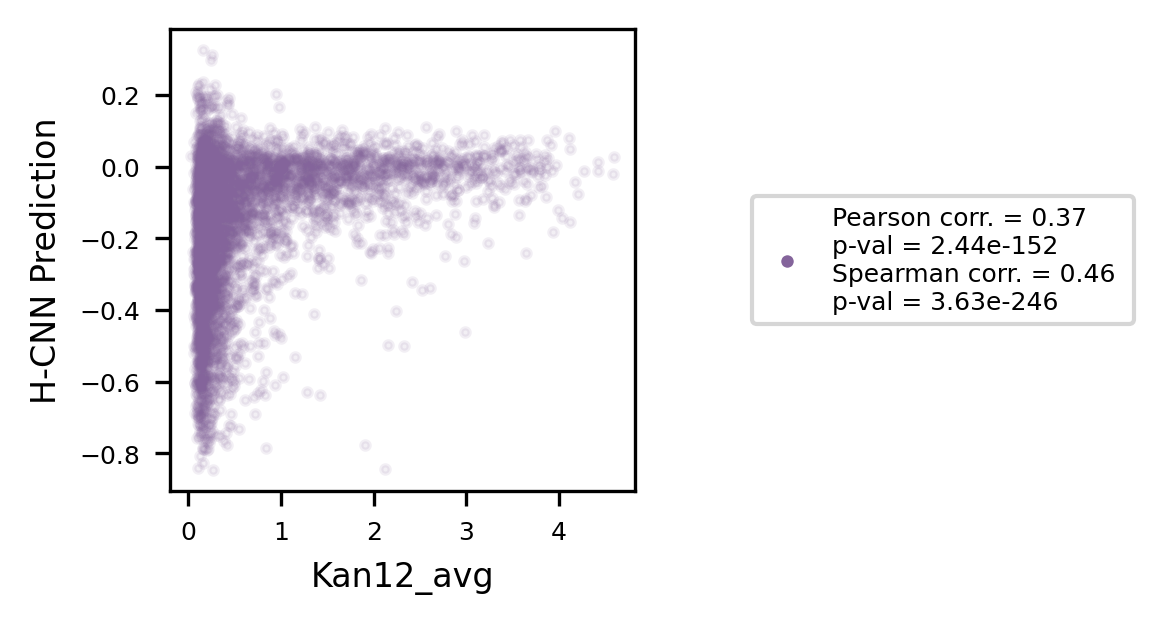 H-CNN Prediction
0.2
0.0
−0.2
−0.4
−0.6
−0.8
0 1 2 3 4
Kan12_avg
Pearson corr. = 0.37
p-val = 2.44e-152
Spearman corr. = 0.46
p-val = 3.63e-246